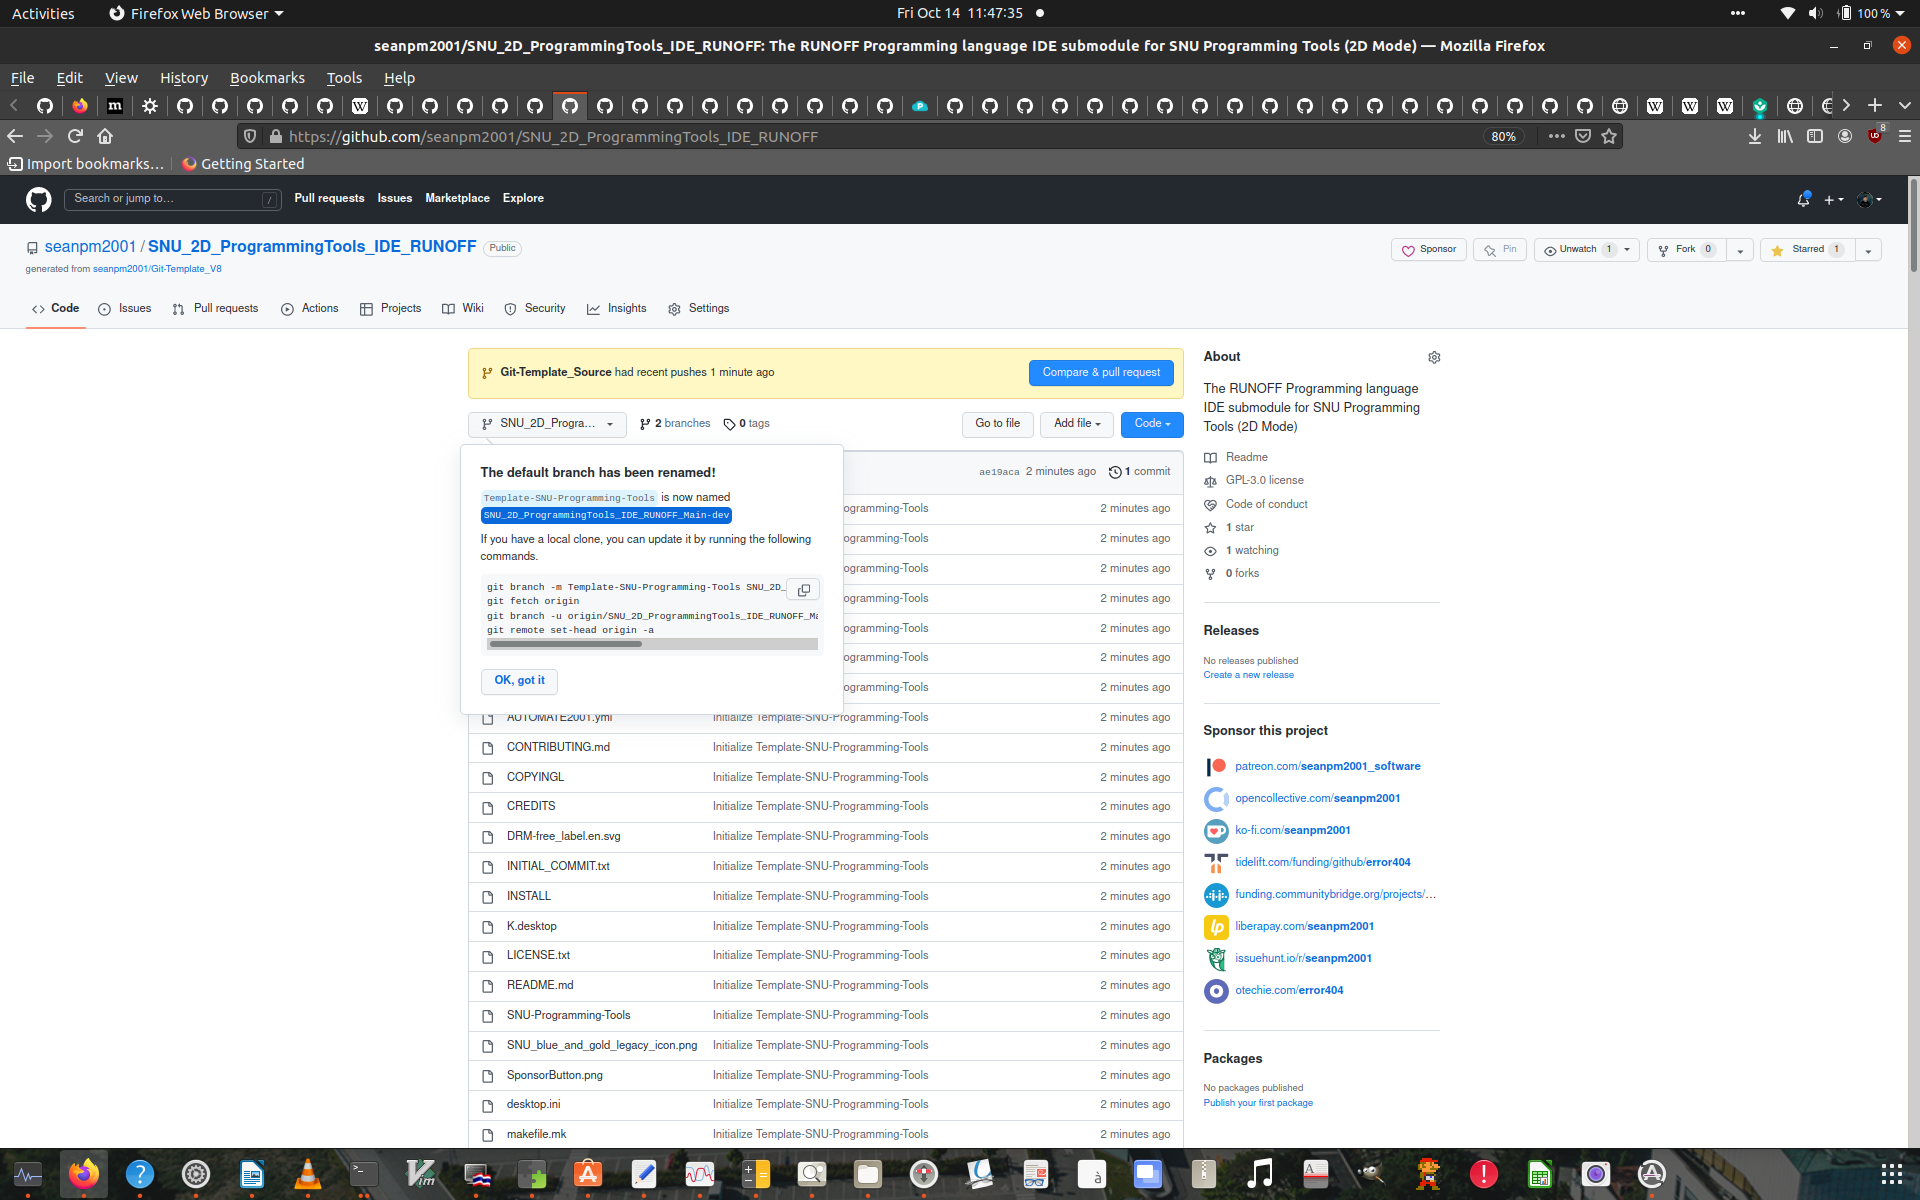 Activities
Firefox Web Browser
Fri Oct 14 11:47:35
100 %
seanpm2001/SNU_2D_ProgrammingTools_IDE_RUNOFF: The RUNOFF Programming language IDE submodule for SNU Programming Tools (2D Mode) — Mozilla Firefox
File Edit View History Bookmarks Tools Help
https://github.com/seanpm2001/SNU_2D_ProgrammingTools_IDE_RUNOFF
80%
8
Import bookmarks…
Getting Started
Search or jump to…
/
Pull requests Issues Marketplace Explore
seanpm2001 / SNU_2D_ProgrammingTools_IDE_RUNOFF Public
generated from seanpm2001/Git-Template_V8
Sponsor
Pin
Unwatch 1
Fork 0
Starred 1
Code Issues Pull requests Actions Projects Wiki Security Insights Settings
Git-Template_Source had recent pushes 1 minute ago
Compare & pull request
SNU_2D_Progra…
2 branches
0 tags
Go to file
Add file
Code
The default branch has been renamed!
Template-SNU-Programming-Tools is now named
SNU_2D_ProgrammingTools_IDE_RUNOFF_Main-dev
If you have a local clone, you can update it by running the following
commands.
git branch -m Template-SNU-Programming-Tools SNU_2D_
git fetch origin
git branch -u origin/SNU_2D_ProgrammingTools_IDE_RUNOFF_Ma
git remote set-head origin -a
OK, got it
ae19aca 2 minutes ago 1 commit
ogramming-Tools 2 minutes ago
ogramming-Tools 2 minutes ago
ogramming-Tools 2 minutes ago
ogramming-Tools 2 minutes ago
ogramming-Tools 2 minutes ago
ogramming-Tools 2 minutes ago
ogramming-Tools 2 minutes ago
AUTOMATE2001.yml Initialize Template-SNU-Programming-Tools 2 minutes ago
CONTRIBUTING.md Initialize Template-SNU-Programming-Tools 2 minutes ago
COPYINGL Initialize Template-SNU-Programming-Tools 2 minutes ago
CREDITS Initialize Template-SNU-Programming-Tools 2 minutes ago
DRM-free_label.en.svg Initialize Template-SNU-Programming-Tools 2 minutes ago
INITIAL_COMMIT.txt Initialize Template-SNU-Programming-Tools 2 minutes ago
INSTALL Initialize Template-SNU-Programming-Tools 2 minutes ago
K.desktop Initialize Template-SNU-Programming-Tools 2 minutes ago
LICENSE.txt Initialize Template-SNU-Programming-Tools 2 minutes ago
README.md Initialize Template-SNU-Programming-Tools 2 minutes ago
SNU-Programming-Tools Initialize Template-SNU-Programming-Tools 2 minutes ago
SNU_blue_and_gold_legacy_icon.png Initialize Template-SNU-Programming-Tools 2 minutes ago
SponsorButton.png Initialize Template-SNU-Programming-Tools 2 minutes ago
desktop.ini Initialize Template-SNU-Programming-Tools 2 minutes ago
makefile.mk Initialize Template-SNU-Programming-Tools 2 minutes ago
About
The RUNOFF Programming language
IDE submodule for SNU Programming
Tools (2D Mode)
Readme
GPL-3.0 license
Code of conduct
1 star
1 watching
0 forks
Releases
No releases published
Create a new release
Sponsor this project
patreon.com/seanpm2001_software
opencollective.com/seanpm2001
ko-fi.com/seanpm2001
tidelift.com/funding/github/error404
funding.communitybridge.org/projects/…
liberapay.com/seanpm2001
issuehunt.io/r/seanpm2001
otechie.com/error404
Packages
No packages published
Publish your first package